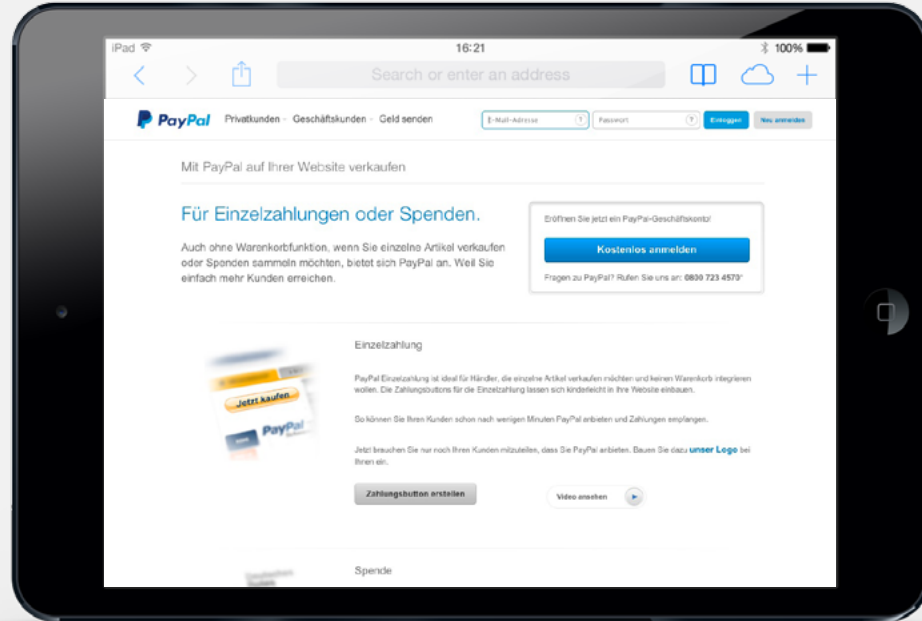 iPad 16:21 100%
Search or enter an address
PayPal Privatkunden Geschäftskunden Geld senden E-Mail-Adresse ? Passwort ? Einloggen Neu anmelden
Mit PayPal auf Ihrer Website verkaufen
Für Einzelzahlungen oder Spenden.
Auch ohne Warenkorbfunktion, wenn Sie einzelne Artikel verkaufen
oder Spenden sammeln möchten, bietet sich PayPal an. Weil Sie
einfach mehr Kunden erreichen.
Eröffnen Sie jetzt ein PayPal-Geschäftskonto!
Kostenlos anmelden
Fragen zu PayPal? Rufen Sie uns an: 0800 723 4570*
Jetzt kaufen
PayPal
Einzelzahlung
PayPal Einzelzahlung ist ideal für Händler, die einzelne Artikel verkaufen möchten und keinen Warenkorb integrieren
wollen. Die Zahlungsbuttons für die Einzelzahlung lassen sich kinderleicht in Ihre Website einbauen.
So können Sie Ihren Kunden schon nach wenigen Minuten PayPal anbieten und Zahlungen empfangen.
Jetzt brauchen Sie nur noch Ihren Kunden mitzuteilen, dass Sie PayPal anbieten. Bauen Sie dazu unser Logo bei
Ihnen ein.
Zahlungsbutton erstellen Video ansehen
Spende